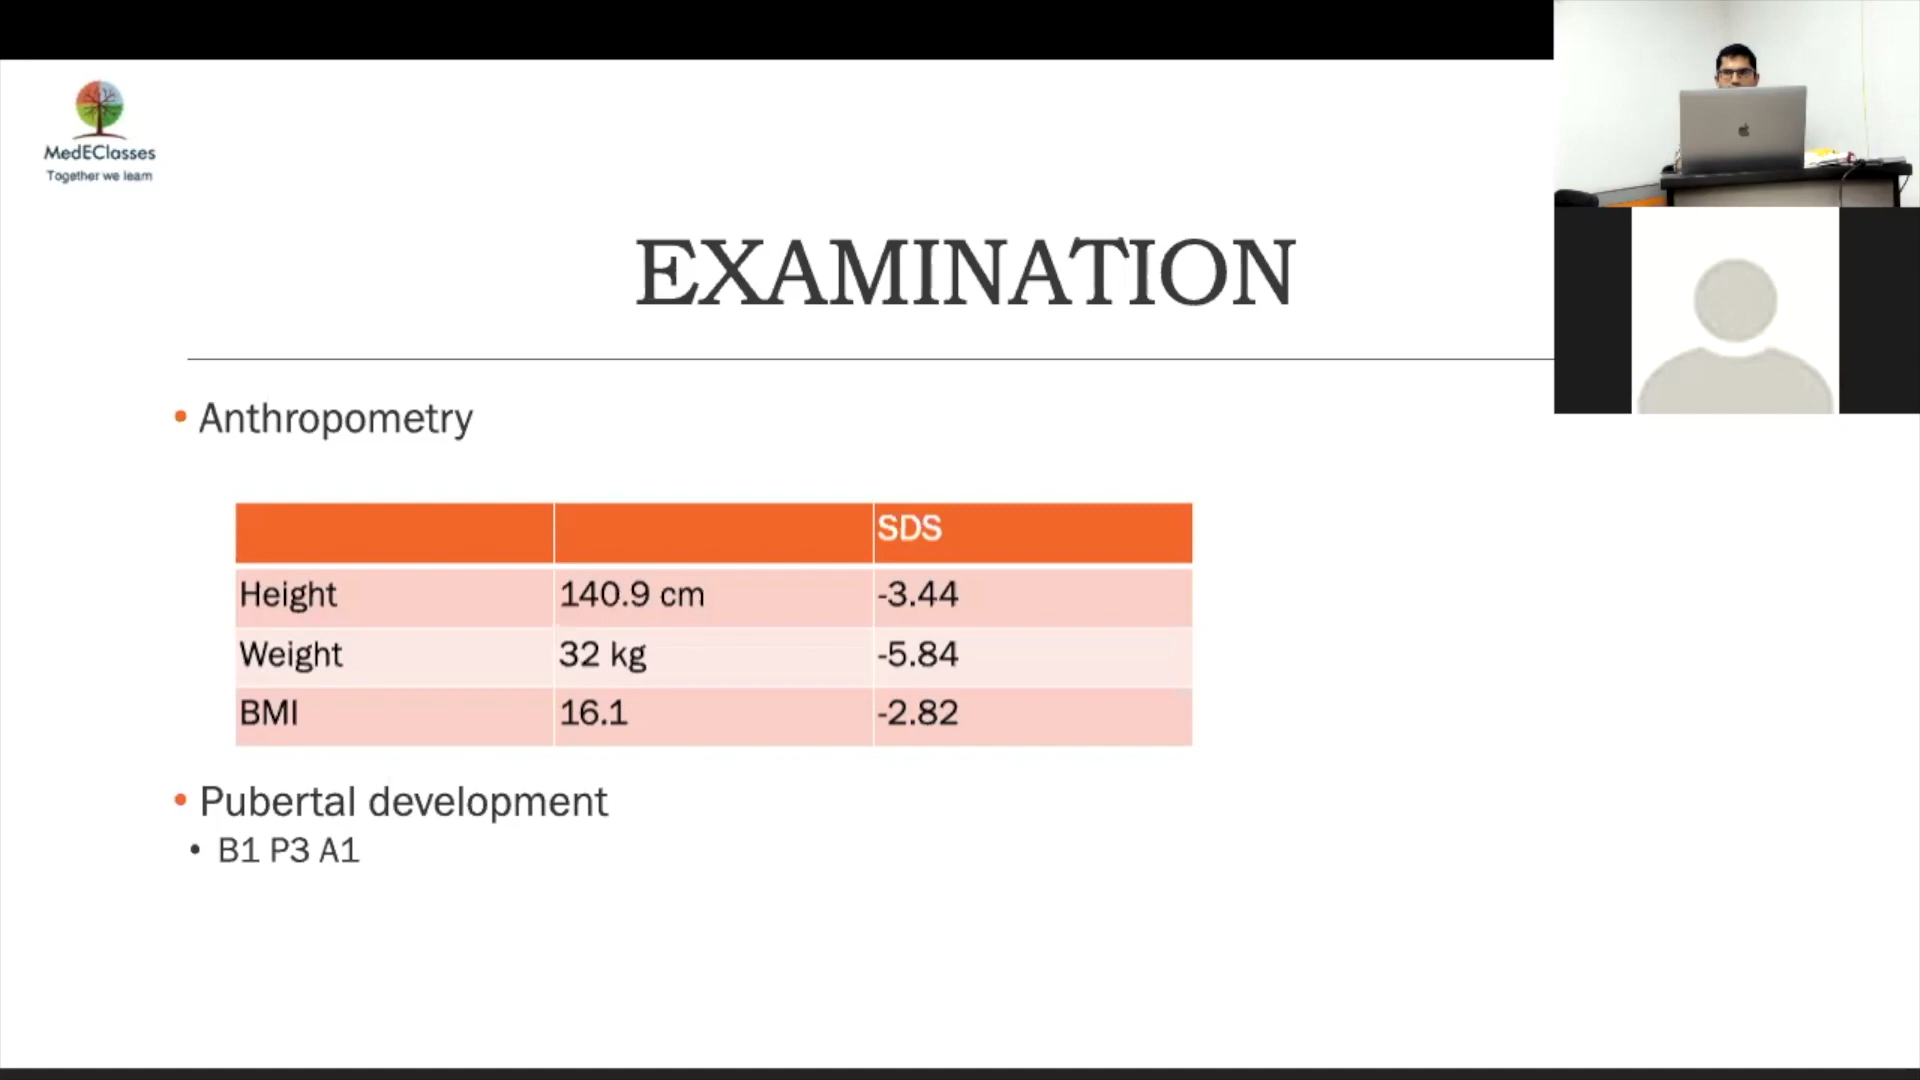 MedEClasses
Together we learn
EXAMINATION
• Anthropometry
SDS
Height 140.9 cm -3.44
Weight 32 kg -5.84
BMI 16.1 -2.82
• Pubertal development
• B1 P3 A1